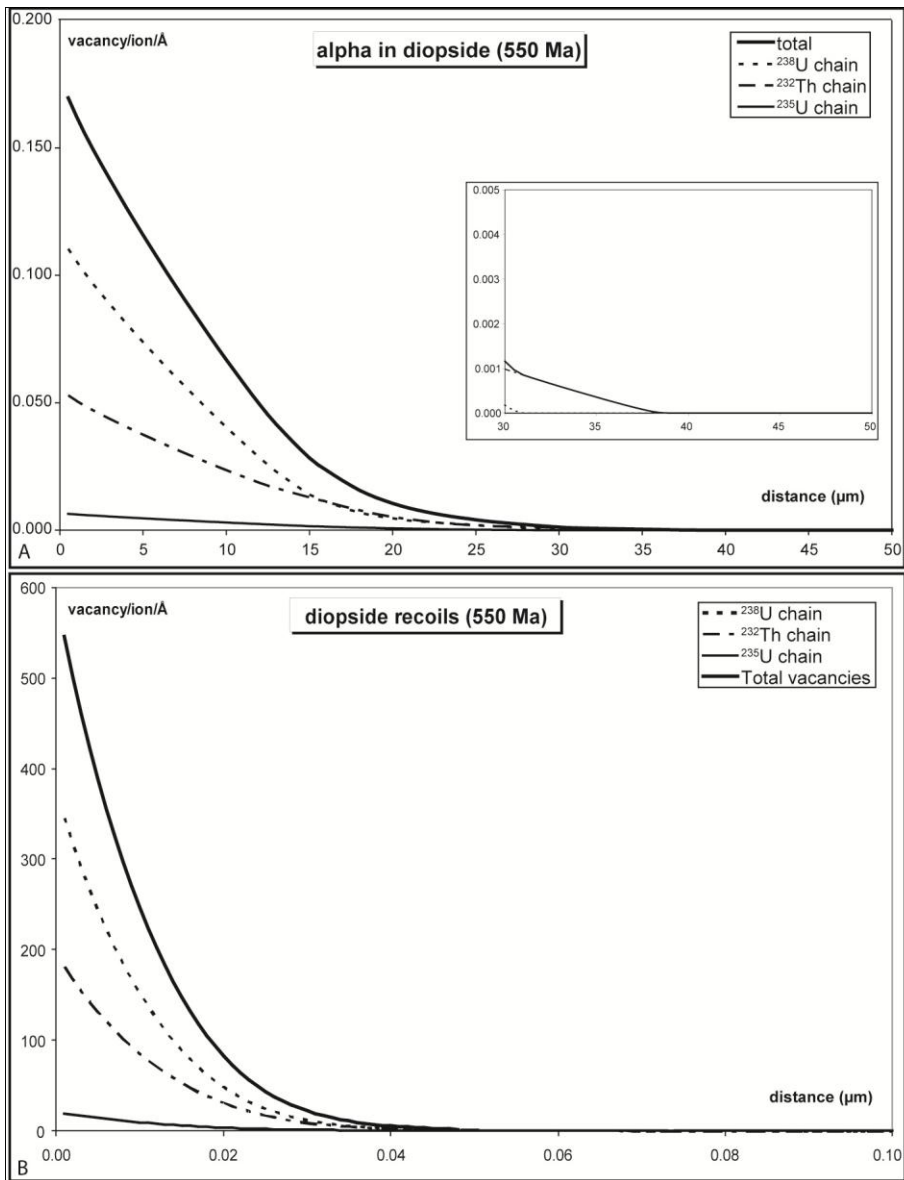 0.200
vacancy/ion/Å
alpha in diopside (550 Ma)
total
²³⁸U chain
²³²Th chain
²³⁵U chain
0.150
0.100
0.050
0.000
0.005
0.004
0.003
0.002
0.001
0.000
30 35 40 45 50
distance (µm)
A
0 5 10 15 20 25 30 35 40 45 50
600
vacancy/ion/Å
diopside recoils (550 Ma)
²³⁸U chain
²³²Th chain
²³⁵U chain
Total vacancies
500
400
300
200
100
0
distance (µm)
B
0.00 0.02 0.04 0.06 0.08 0.10